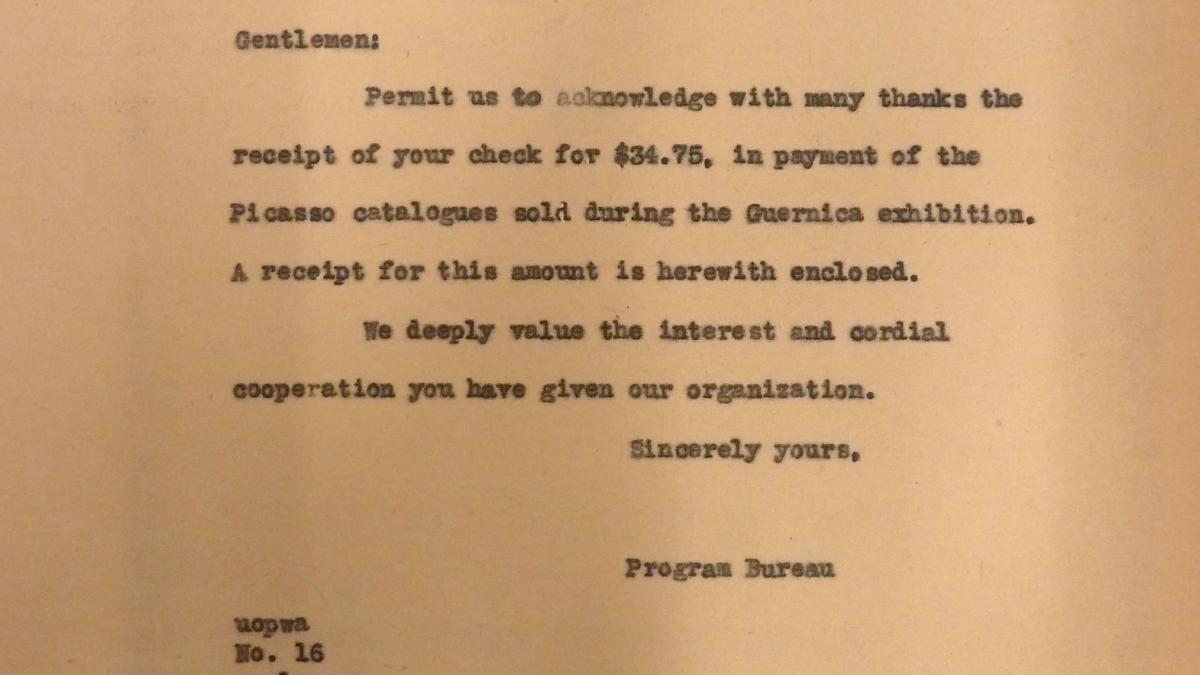 Gentlemen:
Permit us to acknowledge with many thanks the
receipt of your check for $34.75, in payment of the
Picasso catalogues sold during the Guernica exhibition.
A receipt for this amount is herewith enclosed.
We deeply value the interest and cordial
cooperation you have given our organization.
Sincerely yours,
Program Bureau
uopwa
No. 16